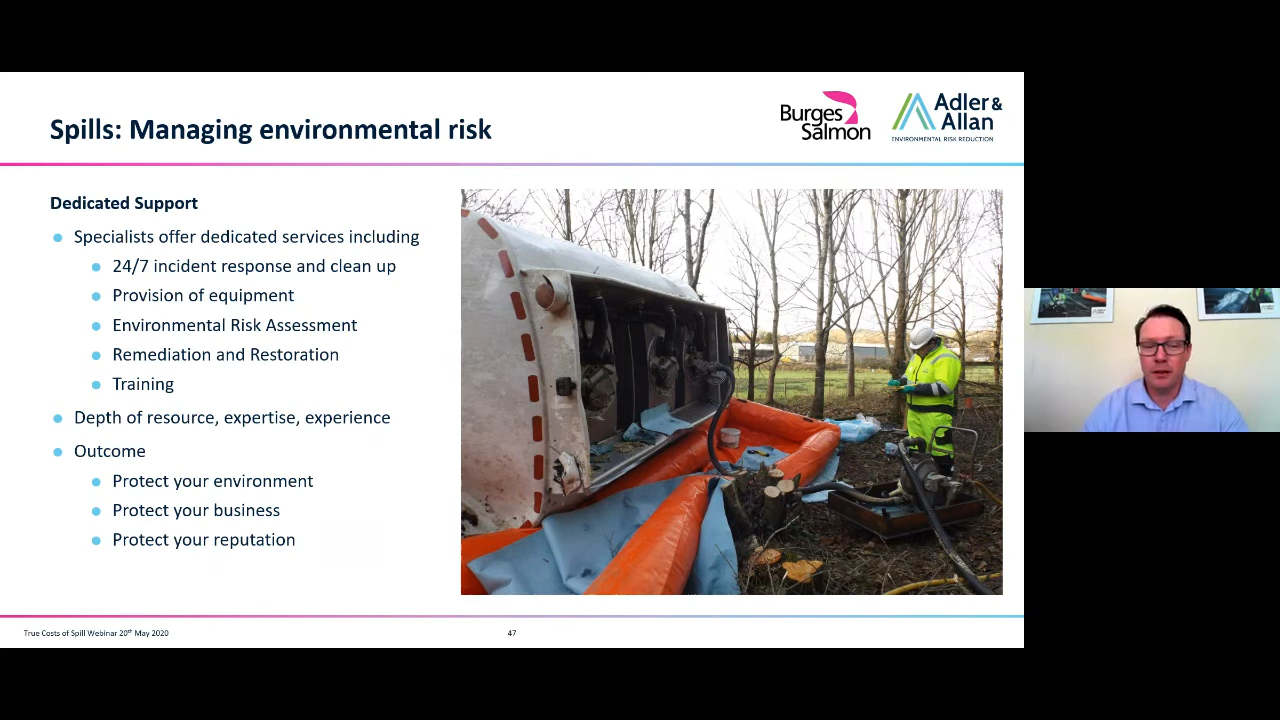 Spills: Managing environmental risk
Burges
Salmon
Adler &
Allan
ENVIRONMENTAL RISK REDUCTION
Dedicated Support
Specialists offer dedicated services including
24/7 incident response and clean up
Provision of equipment
Environmental Risk Assessment
Remediation and Restoration
Training
Depth of resource, expertise, experience
Outcome
Protect your environment
Protect your business
Protect your reputation
True Costs of Spill Webinar 20th May 2020
47